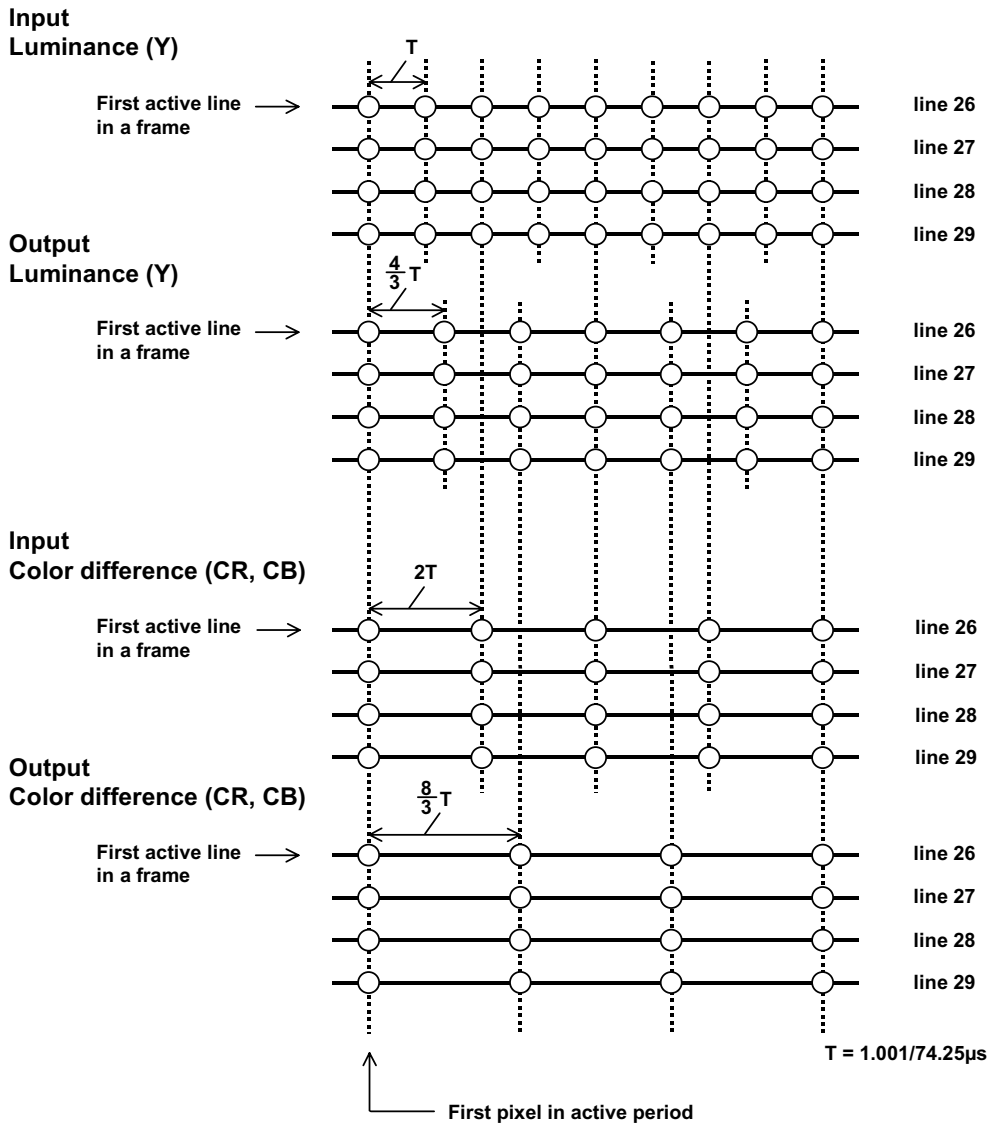 Input
Luminance (Y)
T
First active line
in a frame
line 26
line 27
line 28
line 29
Output
Luminance (Y)
4/3 T
First active line
in a frame
line 26
line 27
line 28
line 29
Input
Color difference (CR, CB)
2T
First active line
in a frame
line 26
line 27
line 28
line 29
Output
Color difference (CR, CB)
8/3 T
First active line
in a frame
line 26
line 27
line 28
line 29
T = 1.001/74.25µs
First pixel in active period